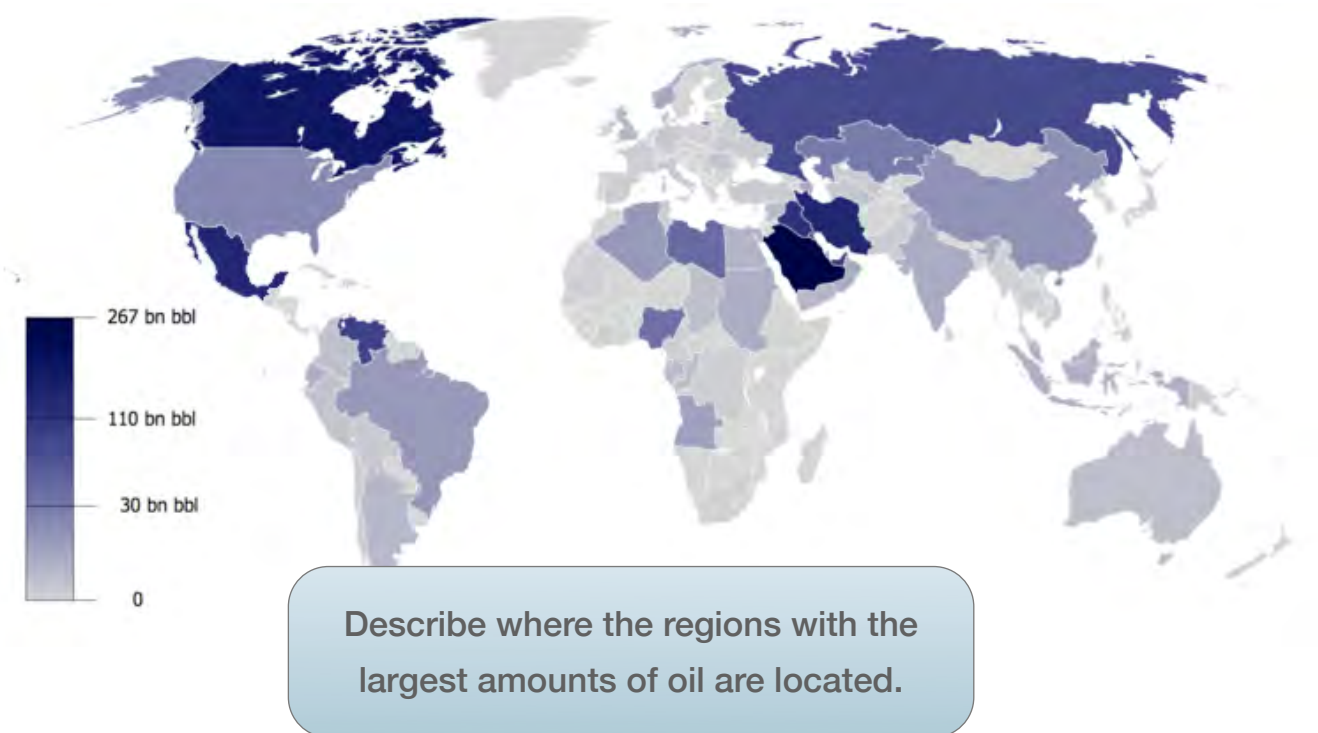 267 bn bbl
110 bn bbl
30 bn bbl
0
Describe where the regions with the
largest amounts of oil are located.